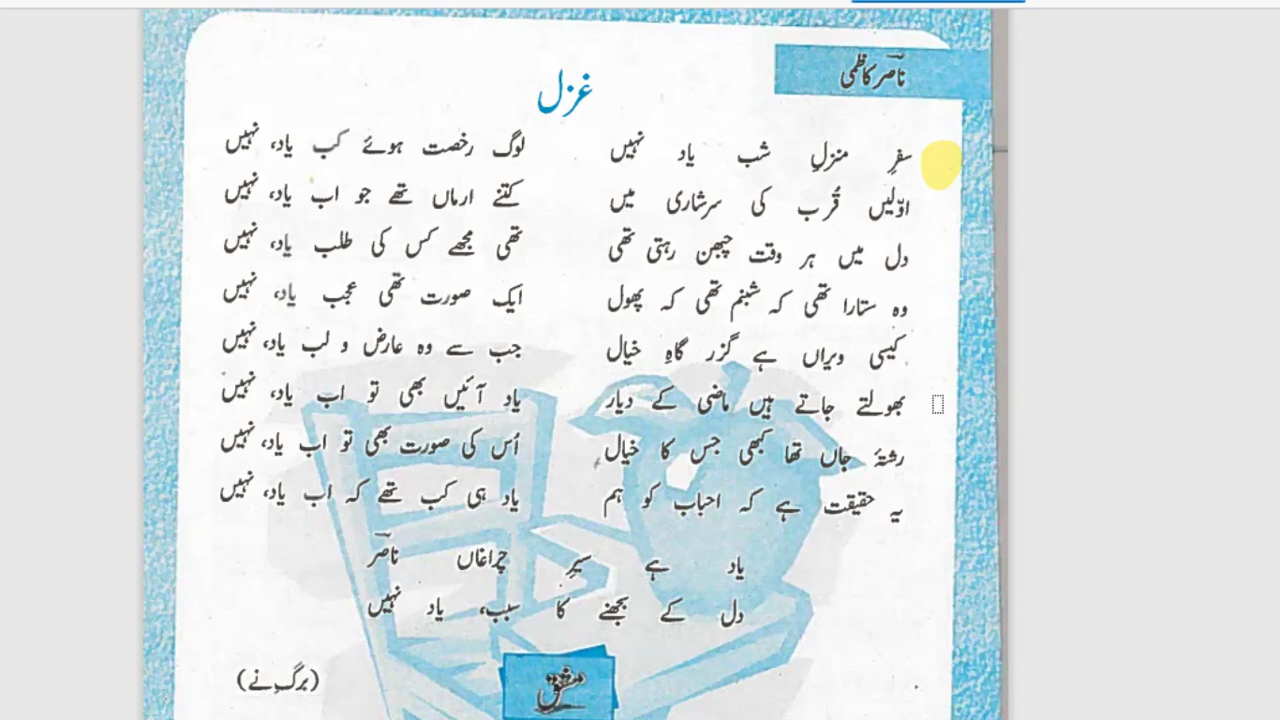 ناصر کاظمی
غزل
سفرِ منزلِ شب یاد نہیں لوگ رخصت ہوئے کب یاد، نہیں
اوّلیں قُرب کی سرشاری میں کتنے ارماں تھے جو اب یاد، نہیں
دل میں ہر وقت چبھن رہتی تھی تھی مجھے کس کی طلب یاد، نہیں
وہ ستارا تھی کہ شبنم تھی کہ پھول ایک صورت تھی عجب یاد، نہیں
کیسی ویراں ہے گزر گاہِ خیال جب سے وہ عارض و لب یاد، نہیں
بھولتے جاتے ہیں ماضی کے دیار یاد آئیں بھی تو اب یاد، نہیں
رشتۂ جاں تھا کبھی جس کا خیال اُس کی صورت بھی تو اب یاد، نہیں
یہ حقیقت ہے کہ احباب کو ہم یاد ہی کب تھے کہ اب یاد، نہیں
یاد ہے سیرِ چراغاں ناصر
دل کے بجھنے کا سبب، یاد نہیں
(برگِ نے)
مشق